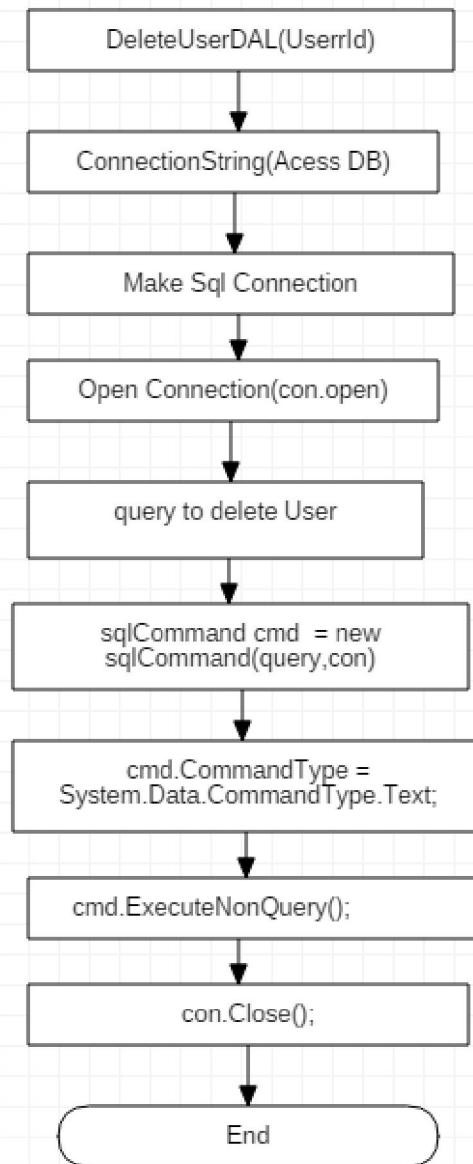 DeleteUserDAL(UserrId)
ConnectionString(Acess DB)
Make Sql Connection
Open Connection(con.open)
query to delete User
sqlCommand cmd  = new
sqlCommand(query,con)
cmd.CommandType =
System.Data.CommandType.Text;
cmd.ExecuteNonQuery();
con.Close();
End